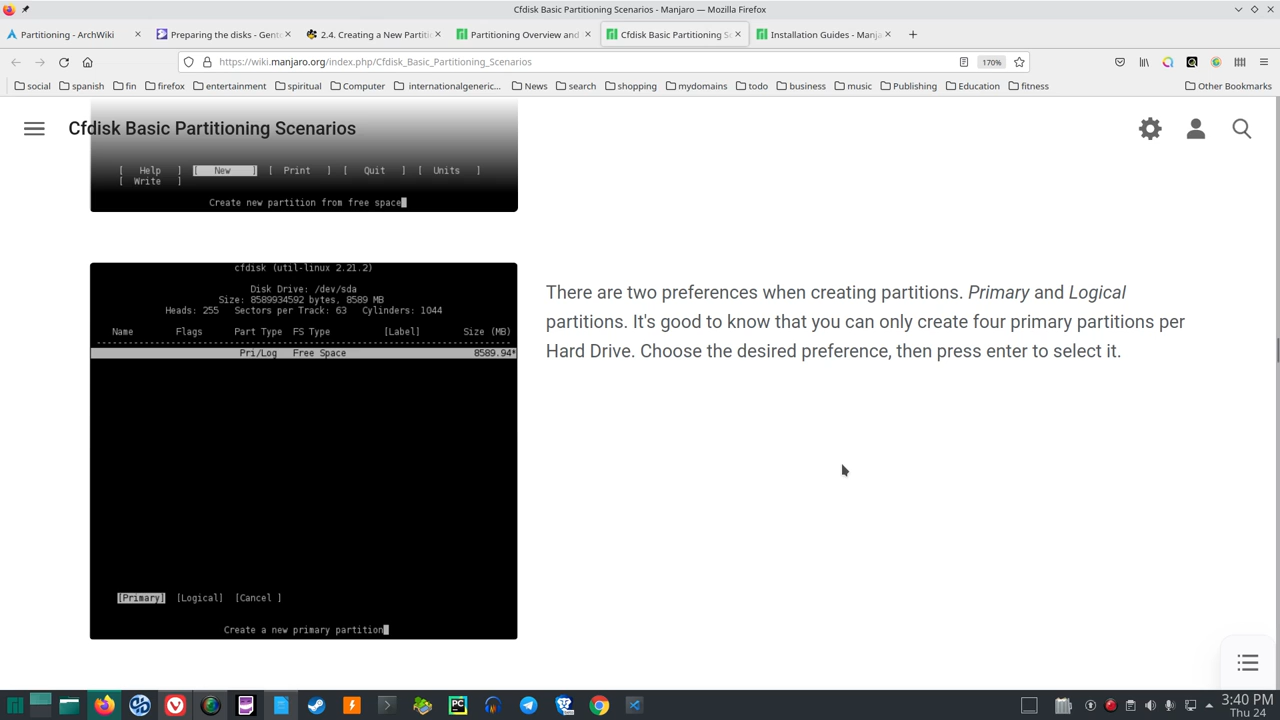 Cfdisk Basic Partitioning Scenarios - Manjaro — Mozilla Firefox
Partitioning - ArchWiki
Preparing the disks - Gento
2.4. Creating a New Partitic
Partitioning Overview and
Cfdisk Basic Partitioning Sc
Installation Guides - Manja
https://wiki.manjaro.org/index.php/Cfdisk_Basic_Partitioning_Scenarios
170%
social
spanish
fin
firefox
entertainment
spiritual
Computer
internationalgeneric...
News
search
shopping
mydomains
todo
business
music
Publishing
Education
fitness
Other Bookmarks
Cfdisk Basic Partitioning Scenarios
[ Help ] [ New ] [ Print ] [ Quit ] [ Units ]
[ Write ]
Create new partition from free space
cfdisk (util-linux 2.21.2)
Disk Drive: /dev/sda
Size: 8589934592 bytes, 8589 MB
Heads: 255 Sectors per Track: 63 Cylinders: 1044
Name Flags Part Type FS Type [Label] Size (MB)
Pri/Log Free Space 8589.94*
[Primary] [Logical] [Cancel ]
Create a new primary partition
There are two preferences when creating partitions. Primary and Logical
partitions. It's good to know that you can only create four primary partitions per
Hard Drive. Choose the desired preference, then press enter to select it.
3:40 PM
Thu 24